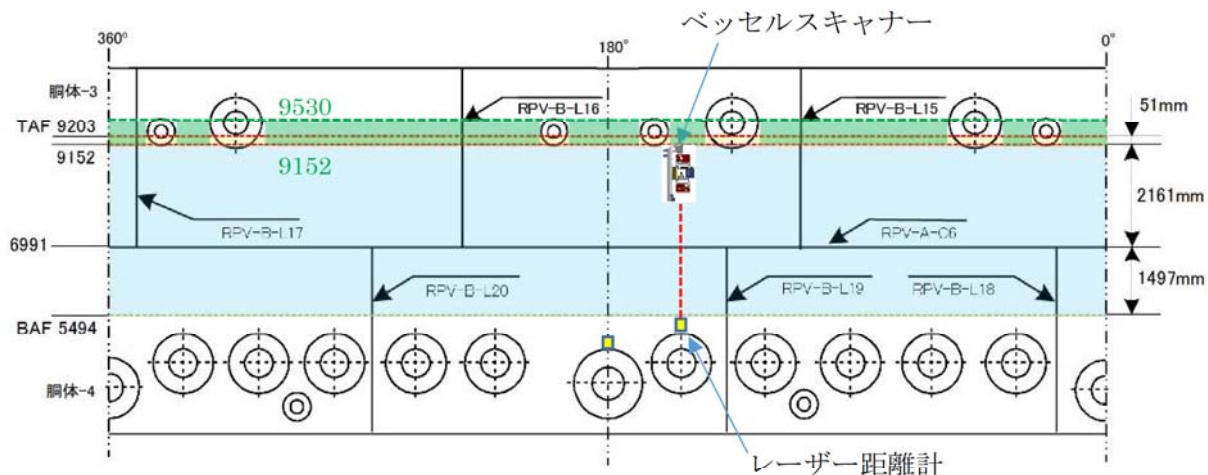 ベッセルスキャナー
360°
180°
0°
胴体-3
9530
RPV-B-L16
RPV-B-L15
51mm
TAF 9203
9152
9152
2161mm
RPV-B-L17
RPV-A-C6
6991
RPV-B-L20
RPV-B-L19
RPV-B-L18
1497mm
BAF 5494
胴体-4
レーザー距離計